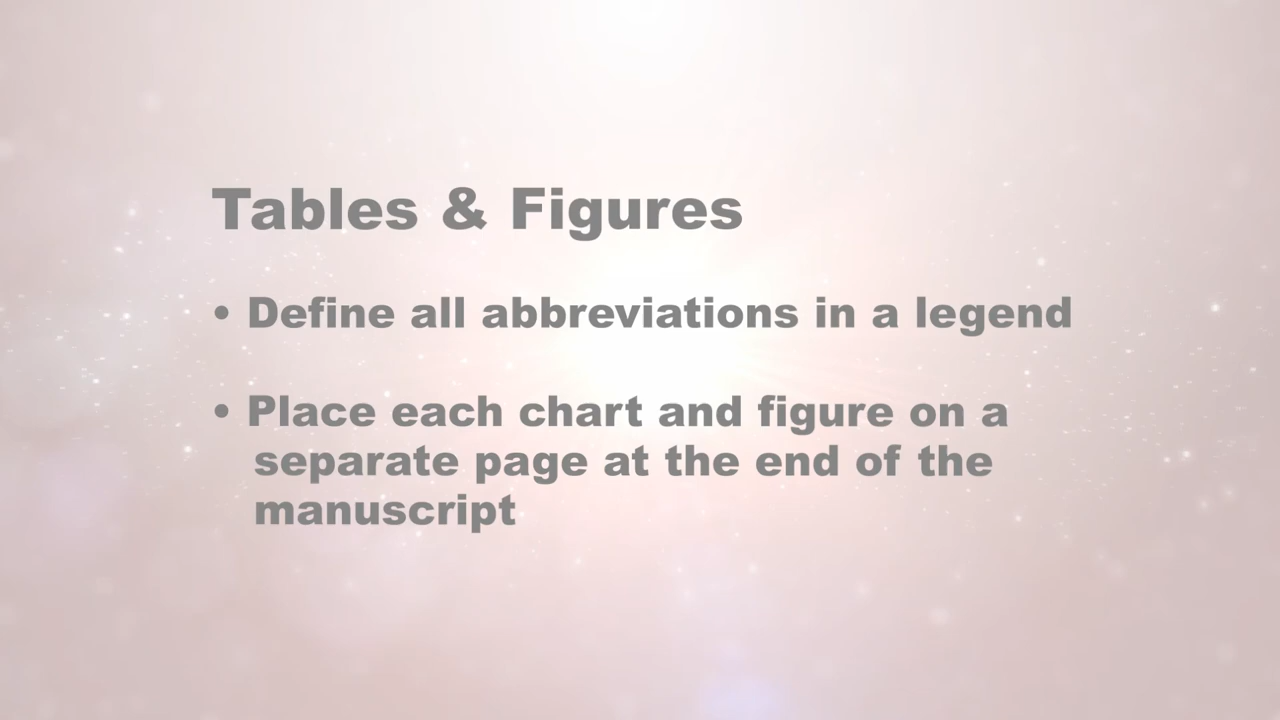 Tables & Figures
• Define all abbreviations in a legend
• Place each chart and figure on a
separate page at the end of the
manuscript